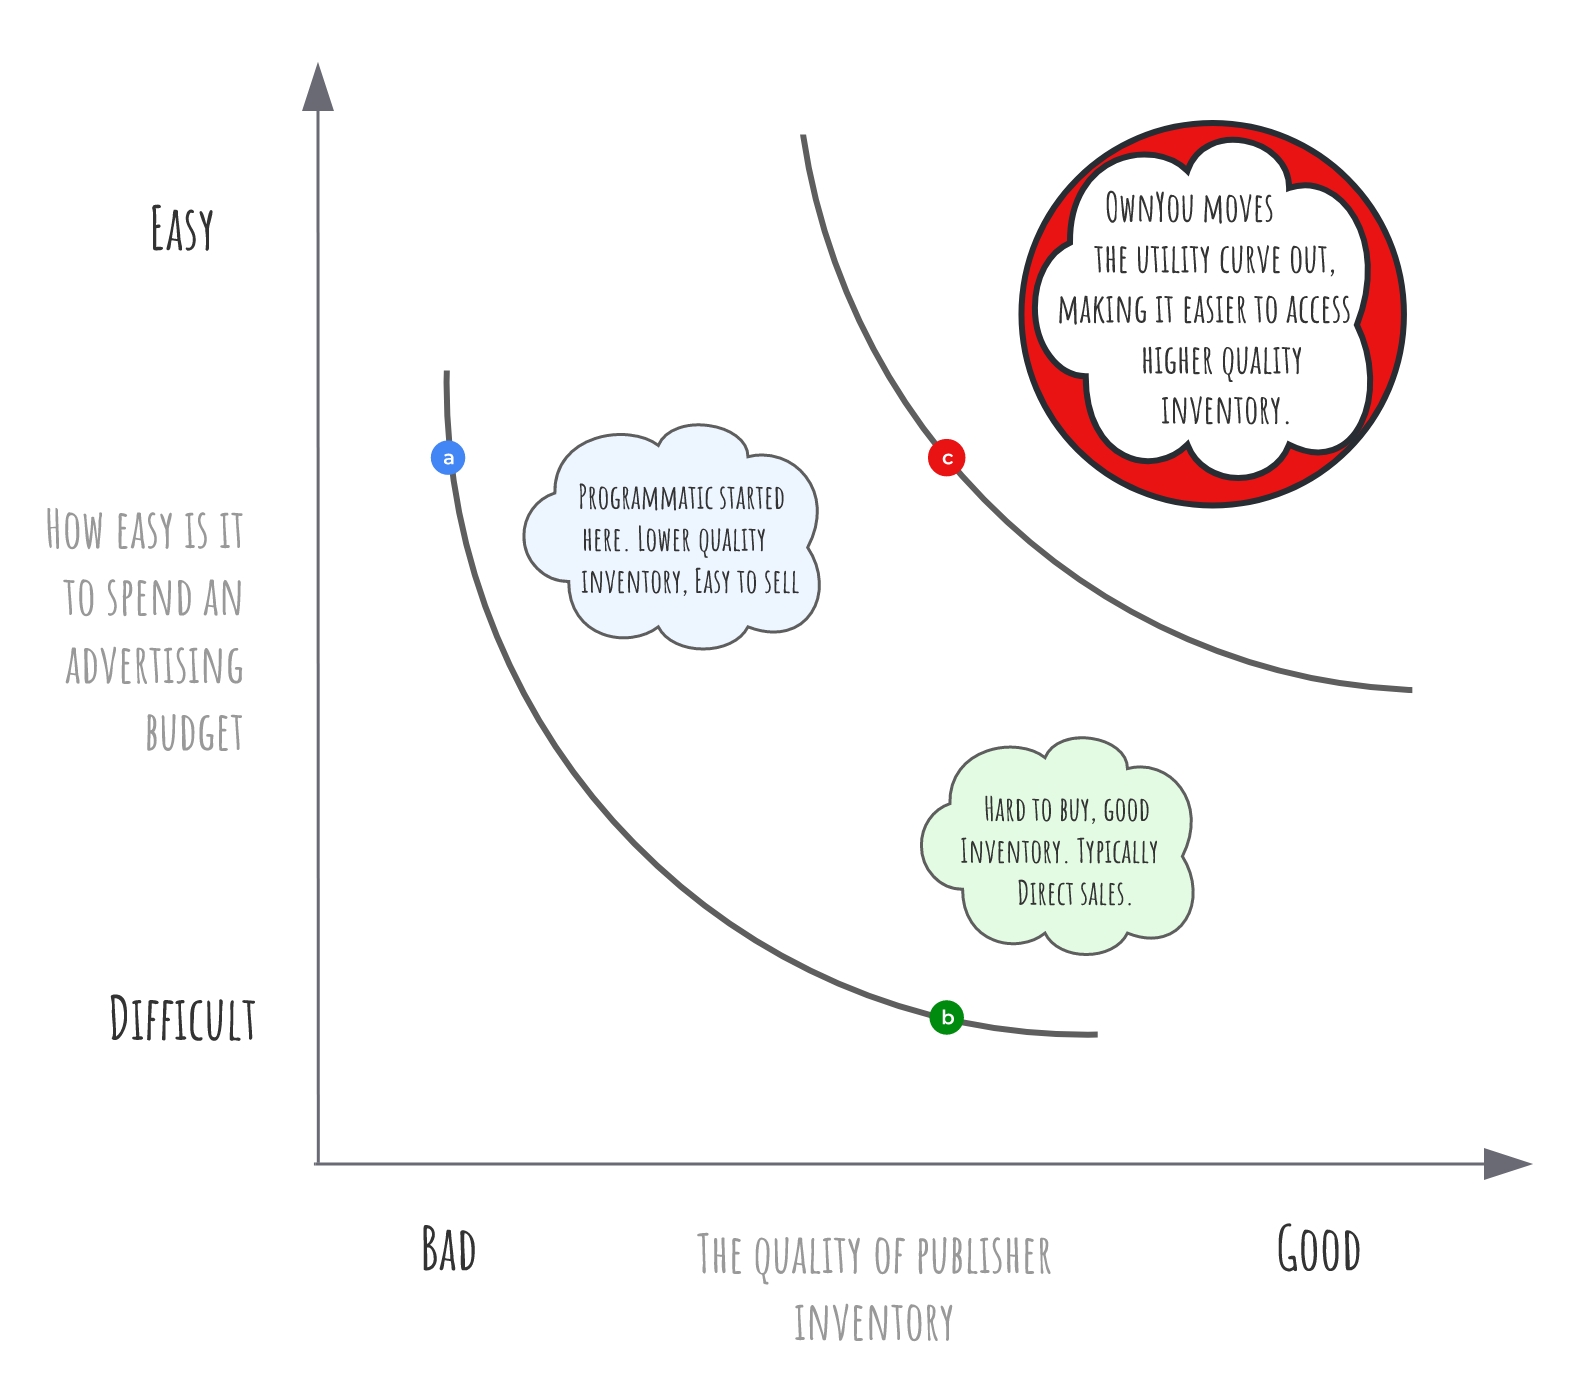 Easy
OwnYou moves
the utility curve out,
making it easier to access
higher quality
inventory.
a
c
Programmatic started
here. Lower quality
inventory, Easy to sell
How easy is it
to spend an
advertising
budget
Hard to buy, good
Inventory. Typically
Direct sales.
Difficult
b
Bad
The quality of publisher
inventory
Good